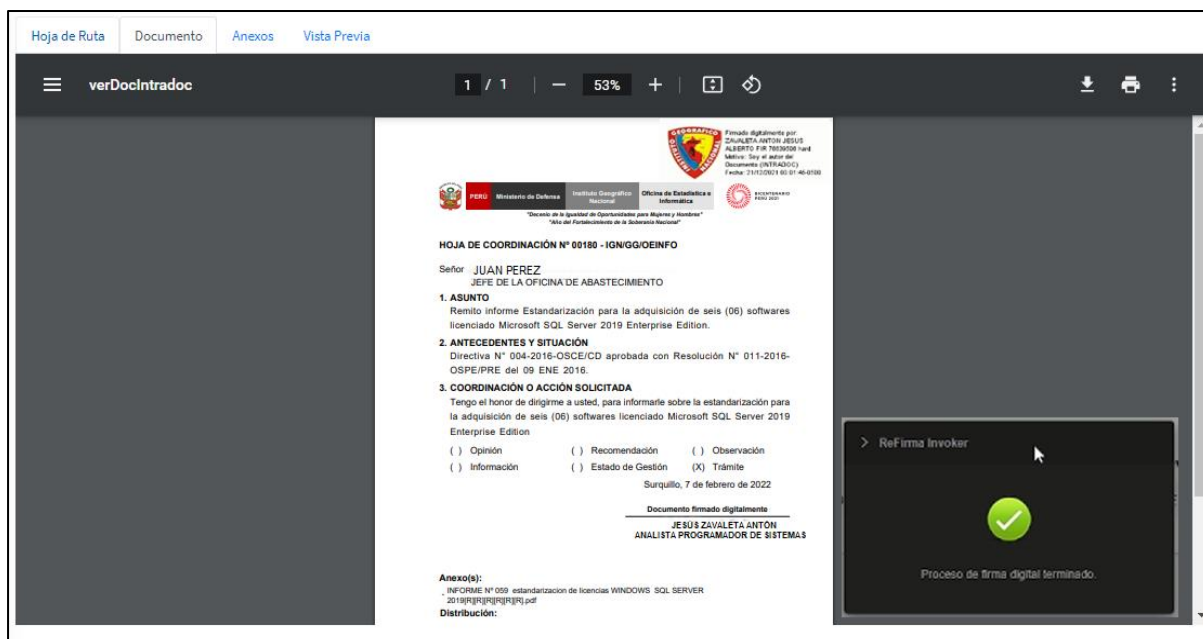 Hoja de Ruta Documento Anexos Vista Previa
verDocIntradoc 1 / 1 53%
Firmado digitalmente por
ZAVALETA ANTON JESUS
ALBERTO FIR 
Motivo: Soy el autor del
Documento (INTRADOC)
PERÚ Ministerio de Defensa Instituto Geográfico Nacional Oficina de Estadística e Informática BICENTENARIO PERÚ 2021
"Decenio de la Igualdad de Oportunidades para Mujeres y Hombres"
"Año del Fortalecimiento de la Soberanía Nacional"
HOJA DE COORDINACIÓN Nº 00180 - IGN/GG/OEINFO
Señor JUAN PEREZ
JEFE DE LA OFICINA DE ABASTECIMIENTO
1. ASUNTO
Remito informe Estandarización para la adquisición de seis (06) softwares
licenciado Microsoft SQL Server 2019 Enterprise Edition.
2. ANTECEDENTES Y SITUACIÓN
Directiva N° 004-2016-OSCE/CD aprobada con Resolución N° 011-2016-
OSPE/PRE del 09 ENE 2016.
3. COORDINACIÓN O ACCIÓN SOLICITADA
Tengo el honor de dirigirme a usted, para informarle sobre la estandarización para
la adquisición de seis (06) softwares licenciado Microsoft SQL Server 2019
Enterprise Edition
( ) Opinión ( ) Recomendación ( ) Observación
( ) Información ( ) Estado de Gestión (X) Trámite
Surquillo, 7 de febrero de 2022
Documento firmado digitalmente
JESÚS ZAVALETA ANTÓN
ANALISTA PROGRAMADOR DE SISTEMAS
Anexo(s):
. INFORME Nº 059 estandarizacion de licencias WINDOWS SQL SERVER
2019[R][R][R][R][R][R].pdf
Distribución:
> ReFirma Invoker
Proceso de firma digital terminado.